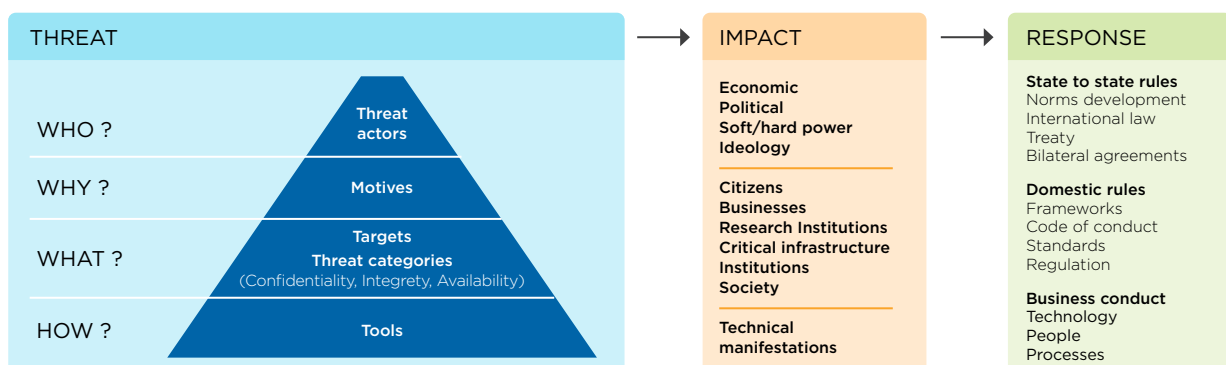 THREAT
WHO ?
Threat
actors
WHY ?
Motives
WHAT ?
Targets
Threat categories
(Confidentiality, Integrety, Availability)
HOW ?
Tools
IMPACT
Economic
Political
Soft/hard power
Ideology
Citizens
Businesses
Research Institutions
Critical infrastructure
Institutions
Society
Technical
manifestations
RESPONSE
State to state rules
Norms development
International law
Treaty
Bilateral agreements
Domestic rules
Frameworks
Code of conduct
Standards
Regulation
Business conduct
Technology
People
Processes